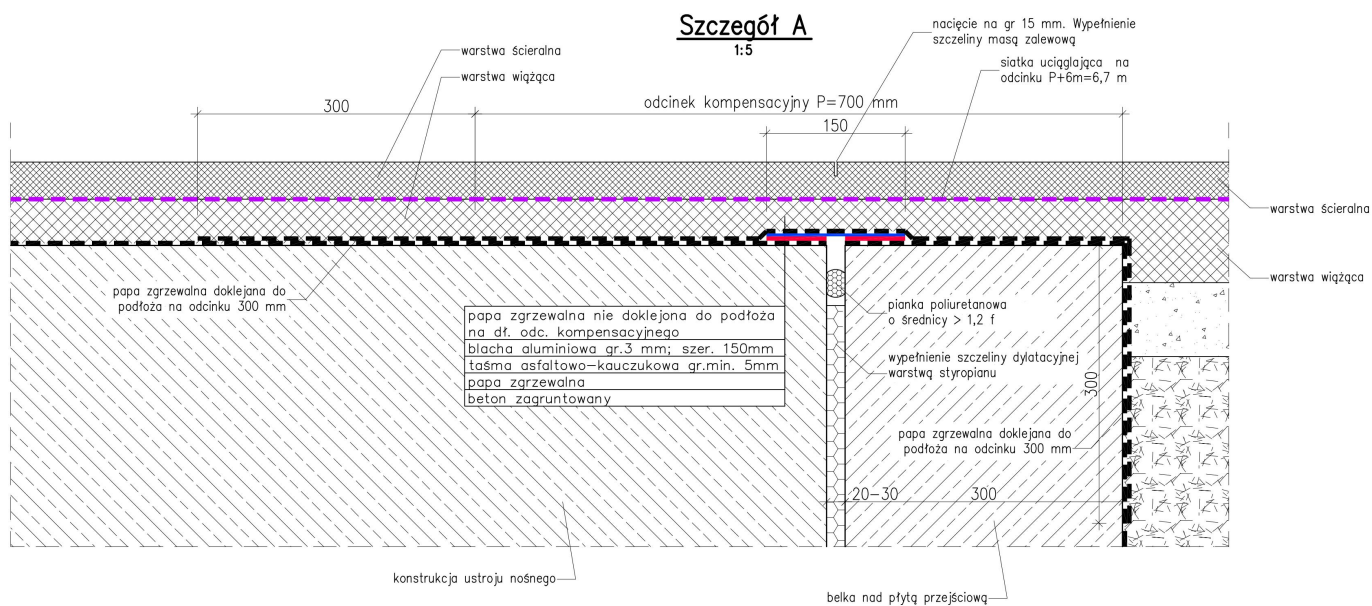 Szczegół A
1:5
nacięcie na gr 15 mm. Wypełnienie
szczeliny masą zalewową
warstwa ścieralna
siatka uciąglająca na
odcinku P+6m=6,7 m
warstwa wiążąca
300
odcinek kompensacyjny P=700 mm
150
warstwa ścieralna
warstwa wiążąca
papa zgrzewalna doklejana do
podłoża na odcinku 300 mm
papa zgrzewalna nie doklejona do podłoża
na dł. odc. kompensacyjnego
blacha aluminiowa gr.3 mm; szer. 150mm
taśma asfaltowo-kauczukowa gr.min. 5mm
papa zgrzewalna
beton zagruntowany
pianka poliuretanowa
o średnicy > 1,2 f
wypełnienie szczeliny dylatacyjnej
warstwą styropianu
300
papa zgrzewalna doklejana do
podłoża na odcinku 300 mm
20-30
300
konstrukcja ustroju nośnego
belka nad płytą przejściową